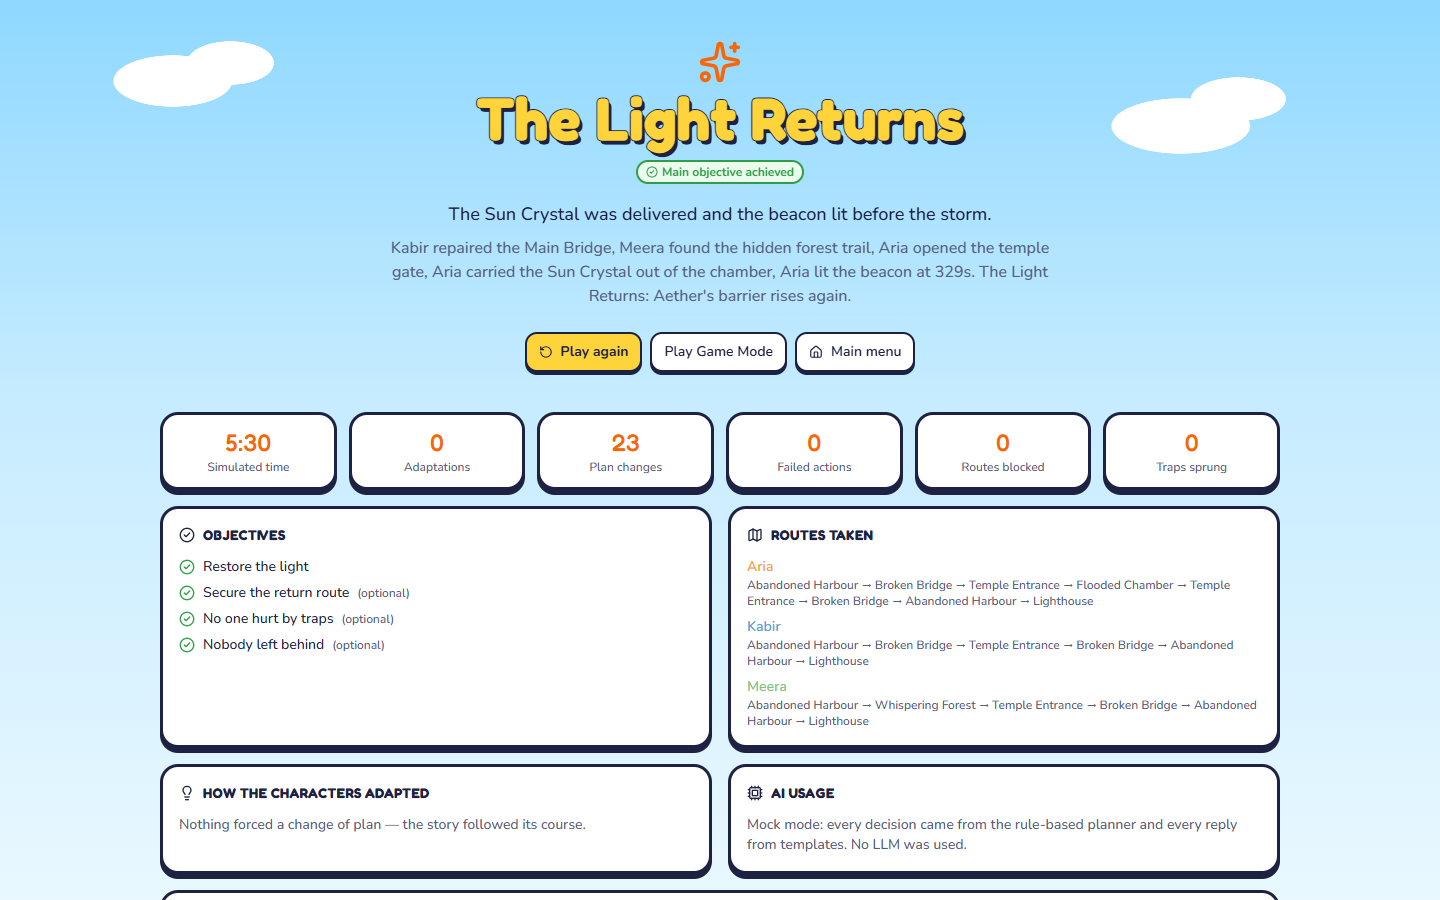 The Light Returns
Main objective achieved
The Sun Crystal was delivered and the beacon lit before the storm.
Kabir repaired the Main Bridge, Meera found the hidden forest trail, Aria opened the temple
gate, Aria carried the Sun Crystal out of the chamber, Aria lit the beacon at 329s. The Light
Returns: Aether's barrier rises again.
Play again
Play Game Mode
Main menu
5:30
Simulated time
0
Adaptations
23
Plan changes
0
Failed actions
0
Routes blocked
0
Traps sprung
OBJECTIVES
Restore the light
Secure the return route (optional)
No one hurt by traps (optional)
Nobody left behind (optional)
ROUTES TAKEN
Aria
Abandoned Harbour → Broken Bridge → Temple Entrance → Flooded Chamber → Temple
Entrance → Broken Bridge → Abandoned Harbour → Lighthouse
Kabir
Abandoned Harbour → Broken Bridge → Temple Entrance → Broken Bridge → Abandoned
Harbour → Lighthouse
Meera
Abandoned Harbour → Whispering Forest → Temple Entrance → Broken Bridge → Abandoned
Harbour → Lighthouse
HOW THE CHARACTERS ADAPTED
Nothing forced a change of plan — the story followed its course.
AI USAGE
Mock mode: every decision came from the rule-based planner and every reply
from templates. No LLM was used.